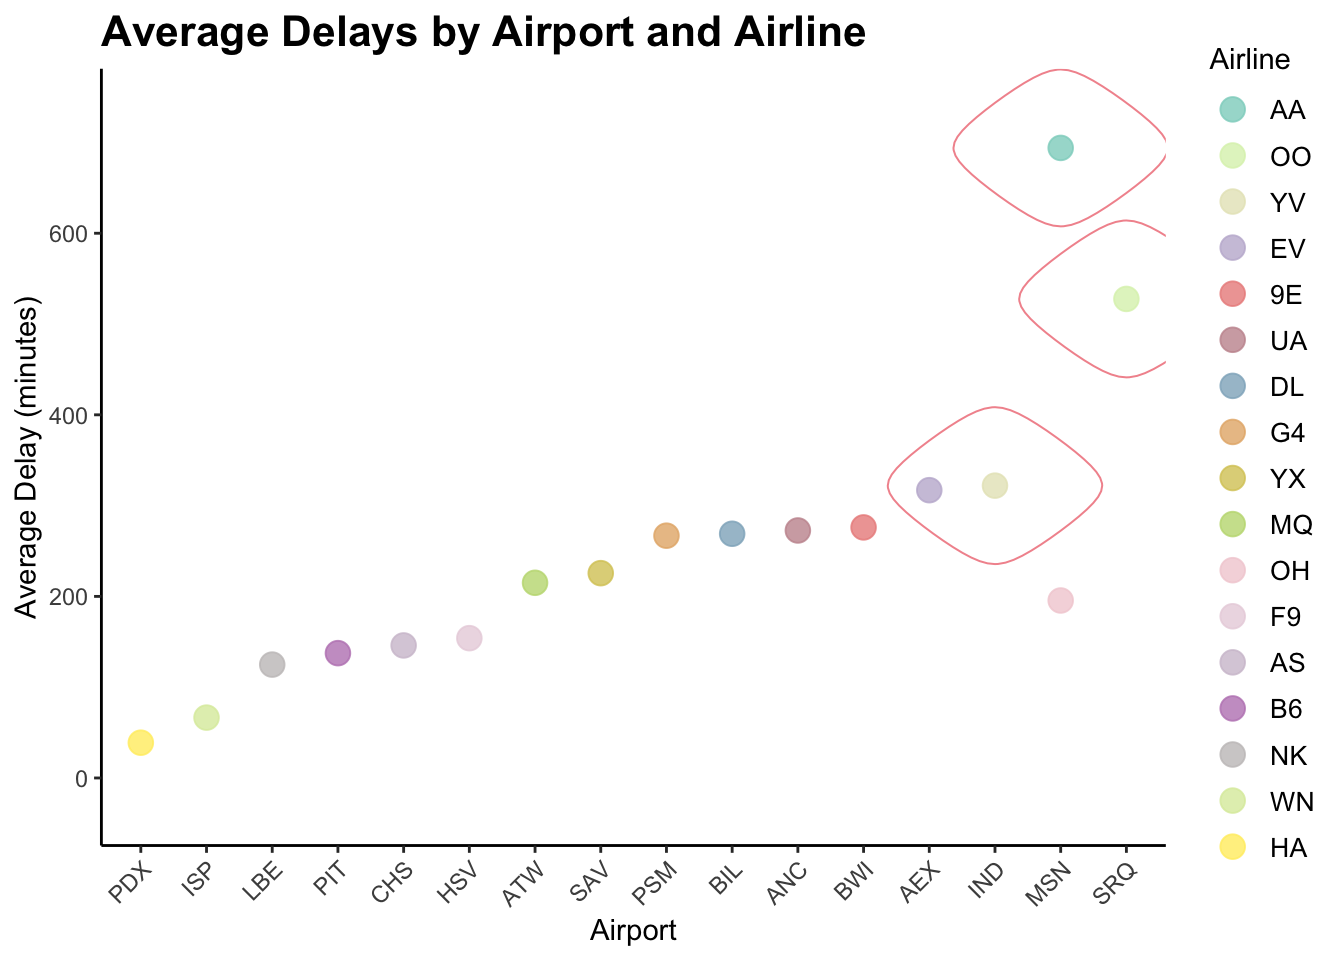 Average Delays by Airport and Airline
Average Delay (minutes)
600
400
200
0
PDX
ISP
LBE
PIT
CHS
HSV
ATW
SAV
PSM
BIL
ANC
BWI
AEX
IND
MSN
SRQ
Airport
Airline
AA
OO
YV
EV
9E
UA
DL
G4
YX
MQ
OH
F9
AS
B6
NK
WN
HA